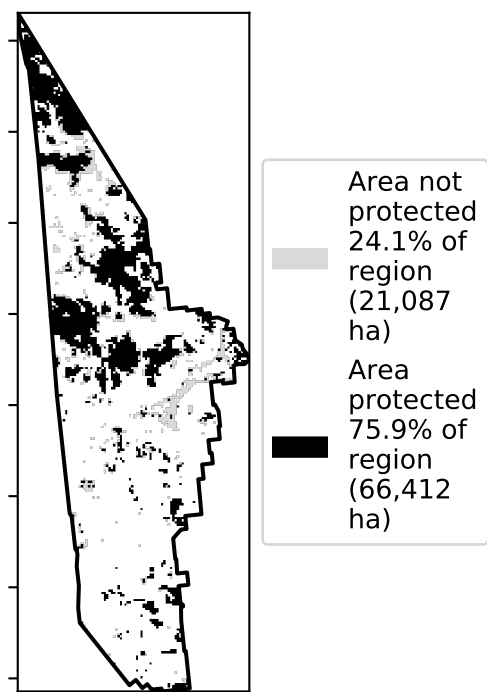 Area not
protected
24.1% of
region
(21,087
ha)
Area
protected
75.9% of
region
(66,412
ha)